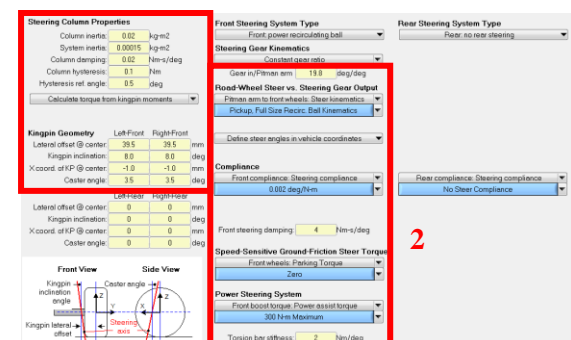 Steering Column Properties
Column inertia: 0.02 kg-m2
System inertia: 0.00015 kg-m2
Column damping: 0.02 Nm-s/deg
Column hysteresis: 0.1 Nm
Hysteresis ref. angle: 0.5 deg
Calculate torque from kingpin moments
Kingpin Geometry Left-Front Right-Front
Lateral offset @ center: 39.5 39.5 mm
Kingpin inclination: 8.0 8.0 deg
X coord. of KP @ center: -1.0 -1.0 mm
Caster angle: 3.5 3.5 deg
Left-Rear Right-Rear
Lateral offset @ center: 0 0 mm
Kingpin inclination: 0 0 deg
X coord. of KP @ center: 0 0 mm
Caster angle: 0 0 deg
Front View Side View
Kingpin inclination angle
Caster angle
Z
Y
X
Z
Kingpin lateral offset
Steering axis
Front Steering System Type
Front: power recirculating ball
Steering Gear Kinematics
Constant gear ratio
Gear in/Pitman arm 19.8 deg/deg
Road-Wheel Steer vs. Steering Gear Output
Pitman arm to front wheels: Steer kinematics
Pickup, Full Size Recirc. Ball Kinematics
Define steer angles in vehicle coordinates
Compliance
Front compliance: Steering compliance
0.002 deg/N-m
Front steering damping: 4 Nm-s/deg
Speed-Sensitive Ground-Friction Steer Torque
Front wheels: Parking Torque
Zero
Power Steering System
Front boost torque: Power assist torque
300 N-m Maximum
Torsion bar stiffness: 2 Nm/deg
Rear Steering System Type
Rear: no rear steering
Rear compliance: Steering compliance
No Steer Compliance
2